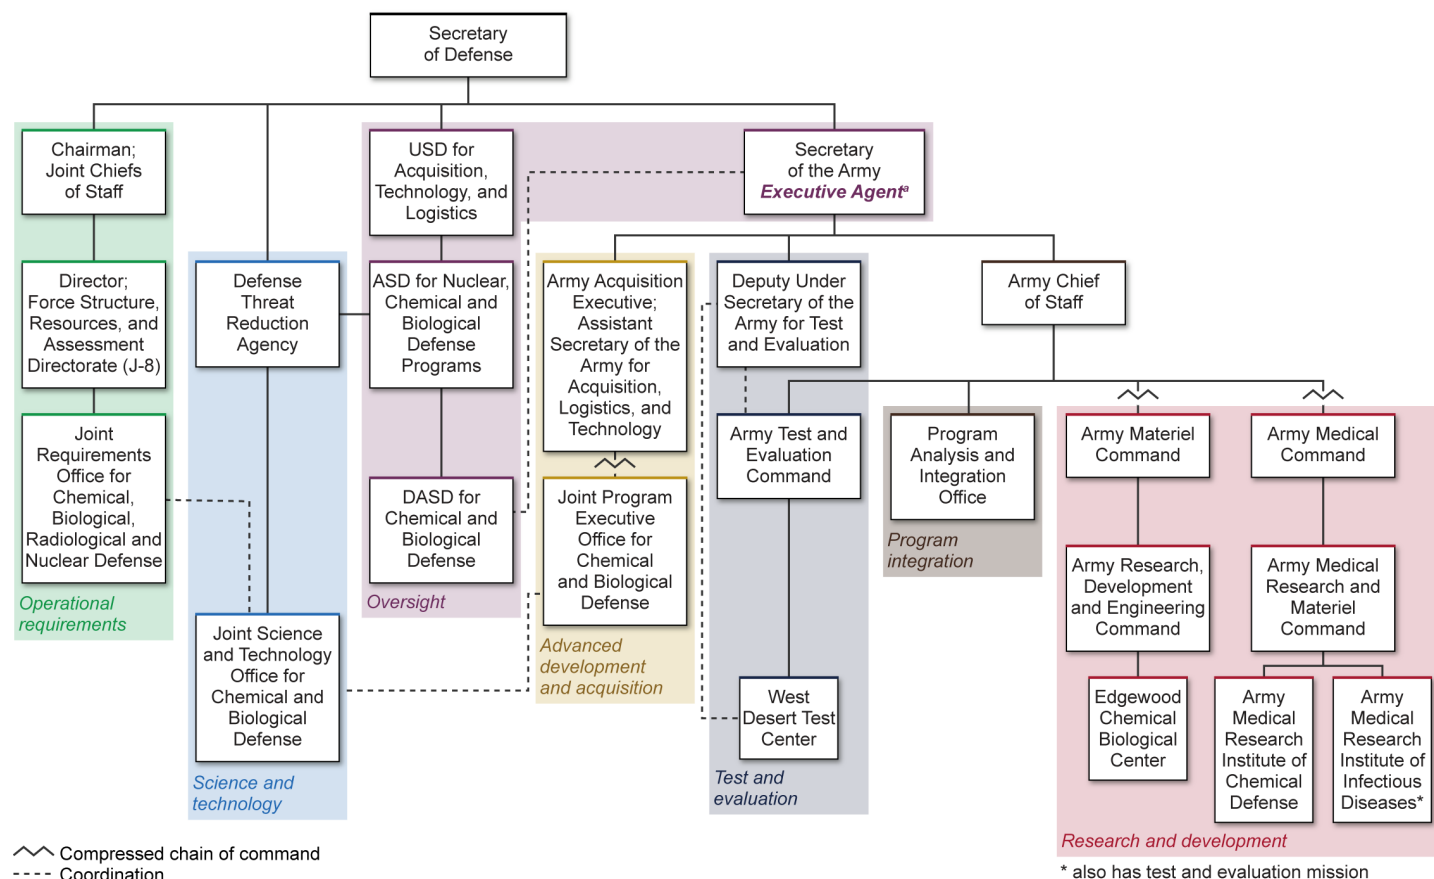 Secretary
of Defense
Chairman;
Joint Chiefs
of Staff
USD for
Acquisition,
Technology, and
Logistics
Secretary
of the Army
Executive Agentᵃ
Director;
Force Structure,
Resources, and
Assessment
Directorate (J-8)
Defense
Threat
Reduction
Agency
ASD for Nuclear,
Chemical and
Biological
Defense
Programs
Army Acquisition
Executive;
Assistant
Secretary of the
Army for
Acquisition,
Logistics, and
Technology
Deputy Under
Secretary of the
Army for Test
and Evaluation
Army Chief
of Staff
Joint
Requirements
Office for
Chemical,
Biological,
Radiological and
Nuclear Defense
DASD for
Chemical and
Biological
Defense
Joint Program
Executive
Office for
Chemical
and Biological
Defense
Army Test and
Evaluation
Command
Program
Analysis and
Integration
Office
Army Materiel
Command
Army Medical
Command
Program
integration
Army Research,
Development
and Engineering
Command
Army Medical
Research and
Materiel
Command
Operational
requirements
Oversight
Joint Science
and Technology
Office for
Chemical and
Biological
Defense
Advanced
development
and acquisition
West
Desert Test
Center
Edgewood
Chemical
Biological
Center
Army
Medical
Research
Institute of
Chemical
Defense
Army
Medical
Research
Institute of
Infectious
Diseases*
Science and
technology
Test and
evaluation
Research and development
Compressed chain of command
Coordination
* also has test and evaluation mission